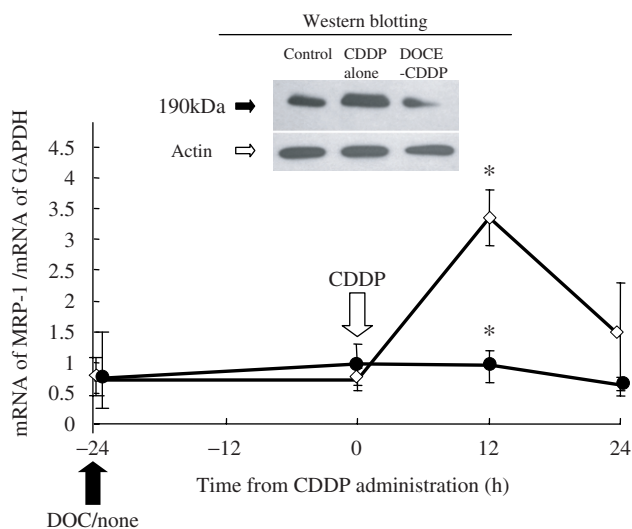 Western blotting
Control CDDP alone DOCE -CDDP
190kDa
Actin
mRNA of MRP-1 /mRNA of GAPDH
4.5
4
3.5
3
2.5
2
1.5
1
0.5
0
*
CDDP
*
−24 −12 0 12 24
Time from CDDP administration (h)
DOC/none